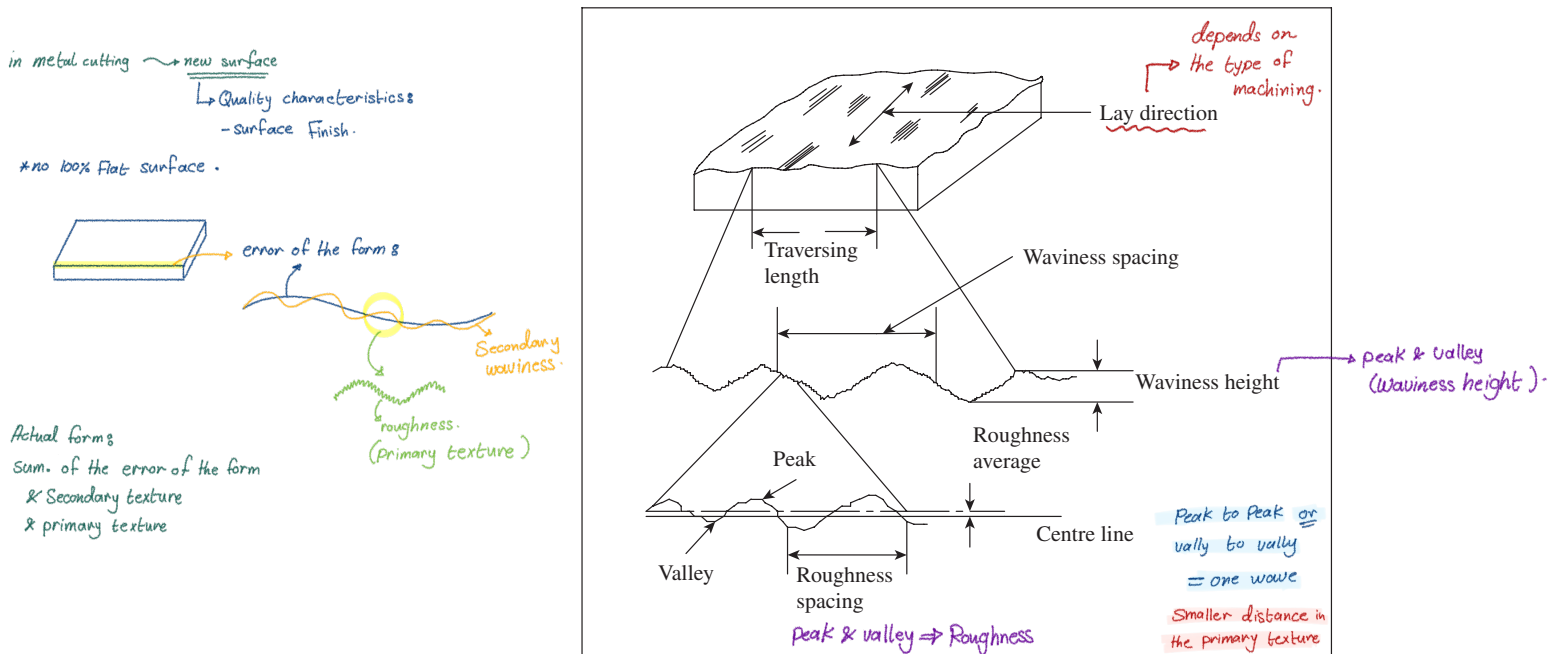 in metal cutting → new surface
↳ Quality characteristics:
- surface Finish.
*no 100% Flat surface.
error of the form:
Secondary
waviness.
roughness.
(primary texture)
Actual form:
sum. of the error of the form
& Secondary texture
& primary texture
depends on
the type of
machining.
Lay direction
Traversing
length
Waviness spacing
Waviness height
peak & valley
(waviness height).
Roughness
average
Peak
Centre line
Valley
Roughness
spacing
peak & valley ⇒ Roughness
Peak to Peak or
vally to vally
= one wave
Smaller distance in
the primary texture